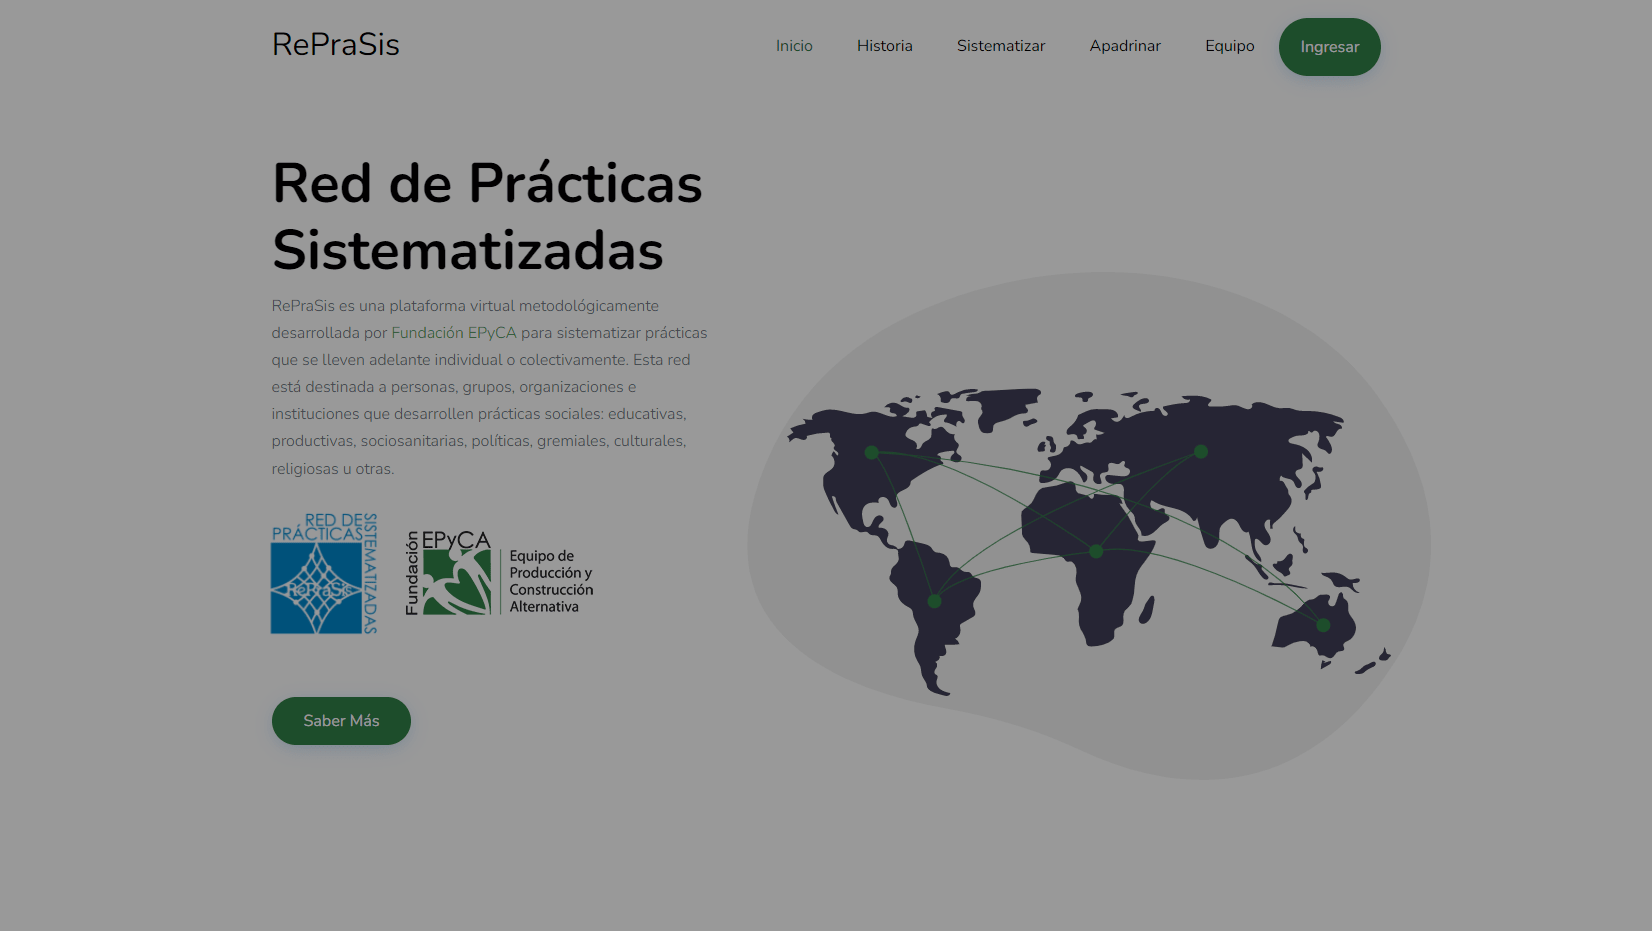 RePraSis
Inicio
Historia
Sistematizar
Apadrinar
Equipo
Ingresar
Red de Prácticas
Sistematizadas
RePraSis es una plataforma virtual metodológicamente
desarrollada por Fundación EPyCA para sistematizar prácticas
que se lleven adelante individual o colectivamente. Esta red
está destinada a personas, grupos, organizaciones e
instituciones que desarrollen prácticas sociales: educativas,
productivas, sociosanitarias, políticas, gremiales, culturales,
religiosas u otras.
RED DE
PRÁCTICAS
SISTEMATIZADAS
RePraSis
Fundación
EPyCA
Equipo de
Producción y
Construcción
Alternativa
Saber Más